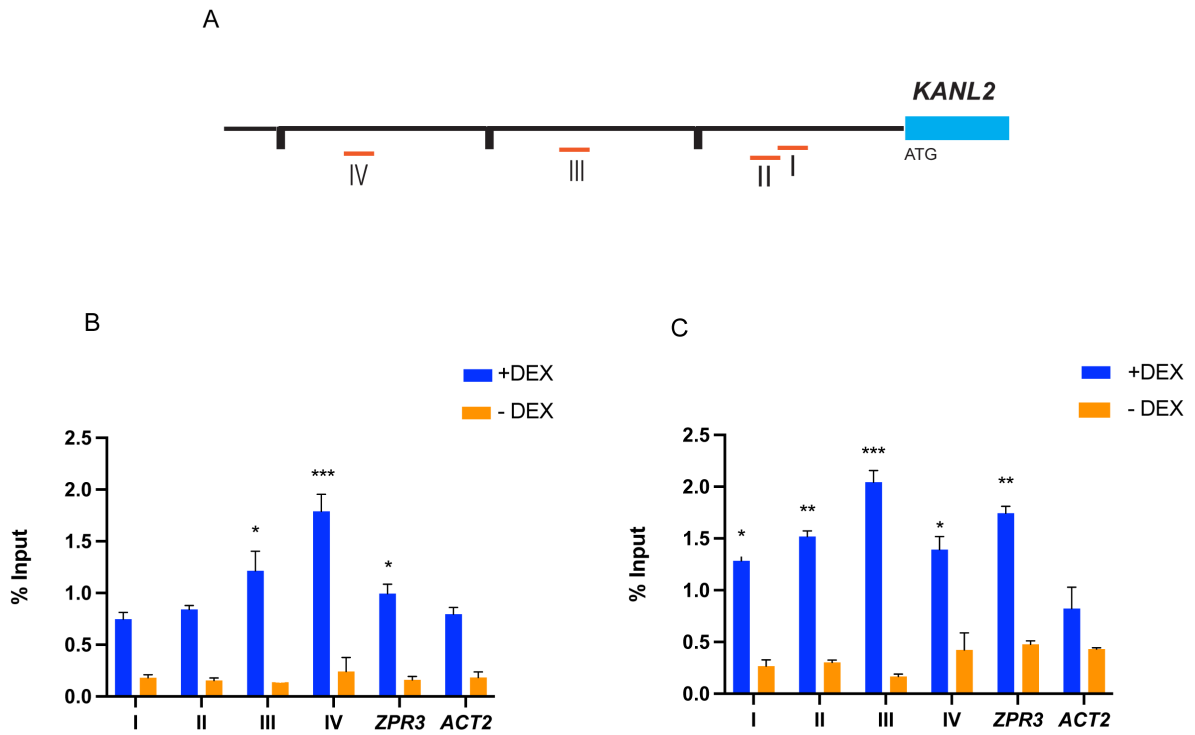 A
KANL2
ATG
IV
III
II
I
B
+DEX
- DEX
% Input
2.5
2.0
1.5
1.0
0.5
0.0
*
***
*
I II III IV ZPR3 ACT2
C
+DEX
- DEX
% Input
2.5
2.0
1.5
1.0
0.5
0.0
*
**
***
*
**
I II III IV ZPR3 ACT2